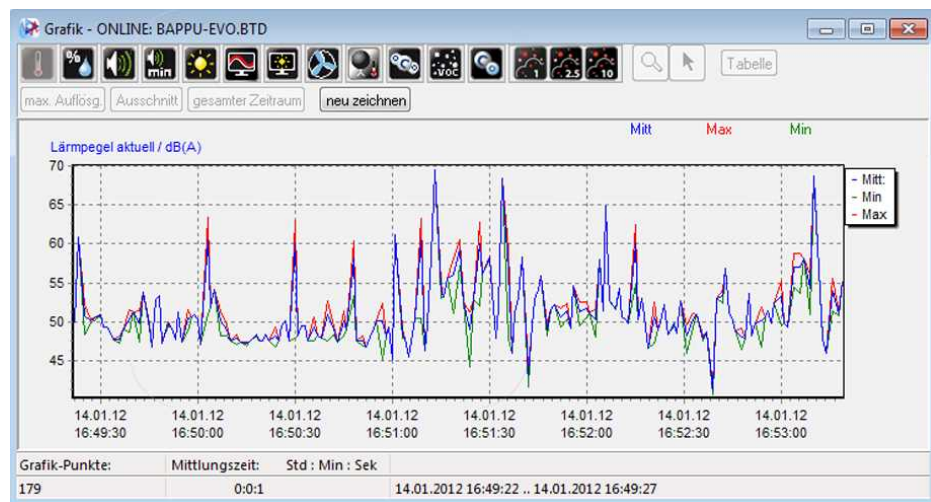 Grafik - ONLINE: BAPPU-EVO.BTD
% min VOC 1 2.5 10 Tabelle
max. Auflösg. Ausschnitt gesamter Zeitraum neu zeichnen
Mitt Max Min
Lärmpegel aktuell / dB(A)
70
65
60
55
50
45
- Mitt:
- Min
- Max
14.01.12 14.01.12 14.01.12 14.01.12 14.01.12 14.01.12 14.01.12 14.01.12
16:49:30 16:50:00 16:50:30 16:51:00 16:51:30 16:52:00 16:52:30 16:53:00
Grafik-Punkte: Mittlungszeit: Std : Min : Sek
179 0:0:1 14.01.2012 16:49:22 .. 14.01.2012 16:49:27